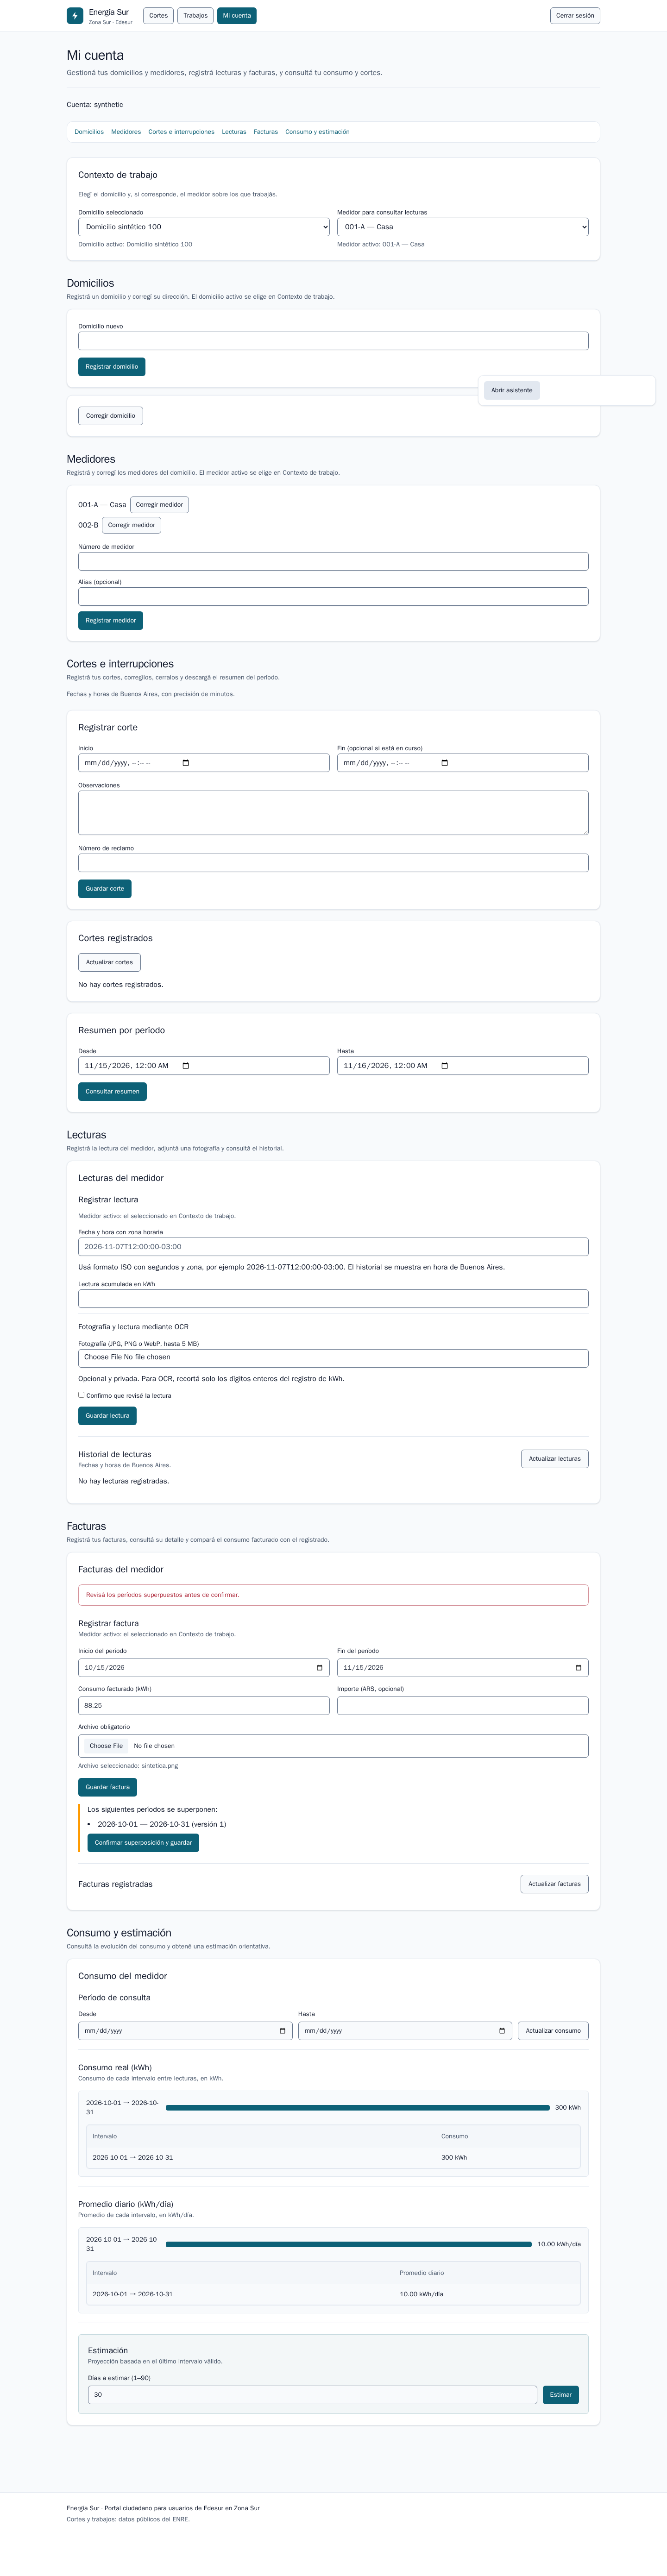 Energía Sur
Zona Sur · Edesur
Cortes
Trabajos
Mi cuenta
Cerrar sesión
Mi cuenta
Gestioná tus domicilios y medidores, registrá lecturas y facturas, y consultá tu consumo y cortes.
Cuenta: synthetic
Domicilios
Medidores
Cortes e interrupciones
Lecturas
Facturas
Consumo y estimación
Contexto de trabajo
Elegí el domicilio y, si corresponde, el medidor sobre los que trabajás.
Domicilio seleccionado
Medidor para consultar lecturas
Domicilio sintético 100
001-A — Casa
Domicilio activo: Domicilio sintético 100
Medidor activo: 001-A — Casa
Domicilios
Registrá un domicilio y corregí su dirección. El domicilio activo se elige en Contexto de trabajo.
Domicilio nuevo
Registrar domicilio
Abrir asistente
Corregir domicilio
Medidores
Registrá y corregí los medidores del domicilio. El medidor activo se elige en Contexto de trabajo.
001-A — Casa
Corregir medidor
002-B
Corregir medidor
Número de medidor
Alias (opcional)
Registrar medidor
Cortes e interrupciones
Registrá tus cortes, corregilos, cerralos y descargá el resumen del período.
Fechas y horas de Buenos Aires, con precisión de minutos.
Registrar corte
Inicio
Fin (opcional si está en curso)
mm/dd/yyyy, --:-- --
mm/dd/yyyy, --:-- --
Observaciones
Número de reclamo
Guardar corte
Cortes registrados
Actualizar cortes
No hay cortes registrados.
Resumen por período
Desde
Hasta
11/15/2026, 12:00 AM
11/16/2026, 12:00 AM
Consultar resumen
Lecturas
Registrá la lectura del medidor, adjuntá una fotografía y consultá el historial.
Lecturas del medidor
Registrar lectura
Medidor activo: el seleccionado en Contexto de trabajo.
Fecha y hora con zona horaria
2026-11-07T12:00:00-03:00
Usá formato ISO con segundos y zona, por ejemplo 2026-11-07T12:00:00-03:00. El historial se muestra en hora de Buenos Aires.
Lectura acumulada en kWh
Fotografía y lectura mediante OCR
Fotografía (JPG, PNG o WebP, hasta 5 MB)
Choose File No file chosen
Opcional y privada. Para OCR, recortá solo los dígitos enteros del registro de kWh.
Confirmo que revisé la lectura
Guardar lectura
Historial de lecturas
Fechas y horas de Buenos Aires.
Actualizar lecturas
No hay lecturas registradas.
Facturas
Registrá tus facturas, consultá su detalle y compará el consumo facturado con el registrado.
Facturas del medidor
Revisá los períodos superpuestos antes de confirmar.
Registrar factura
Medidor activo: el seleccionado en Contexto de trabajo.
Inicio del período
Fin del período
10/15/2026
11/15/2026
Consumo facturado (kWh)
Importe (ARS, opcional)
88.25
Archivo obligatorio
Choose File No file chosen
Archivo seleccionado: sintetica.png
Guardar factura
Los siguientes períodos se superponen:
• 2026-10-01 — 2026-10-31 (versión 1)
Confirmar superposición y guardar
Facturas registradas
Actualizar facturas
Consumo y estimación
Consultá la evolución del consumo y obtené una estimación orientativa.
Consumo del medidor
Período de consulta
Desde
Hasta
mm/dd/yyyy
mm/dd/yyyy
Actualizar consumo
Consumo real (kWh)
Consumo de cada intervalo entre lecturas, en kWh.
2026-10-01 → 2026-10-
31
300 kWh
Intervalo
Consumo
2026-10-01 → 2026-10-31
300 kWh
Promedio diario (kWh/día)
Promedio de cada intervalo, en kWh/día.
2026-10-01 → 2026-10-
31
10.00 kWh/día
Intervalo
Promedio diario
2026-10-01 → 2026-10-31
10.00 kWh/día
Estimación
Proyección basada en el último intervalo válido.
Días a estimar (1–90)
30
Estimar
Energía Sur · Portal ciudadano para usuarios de Edesur en Zona Sur
Cortes y trabajos: datos públicos del ENRE.